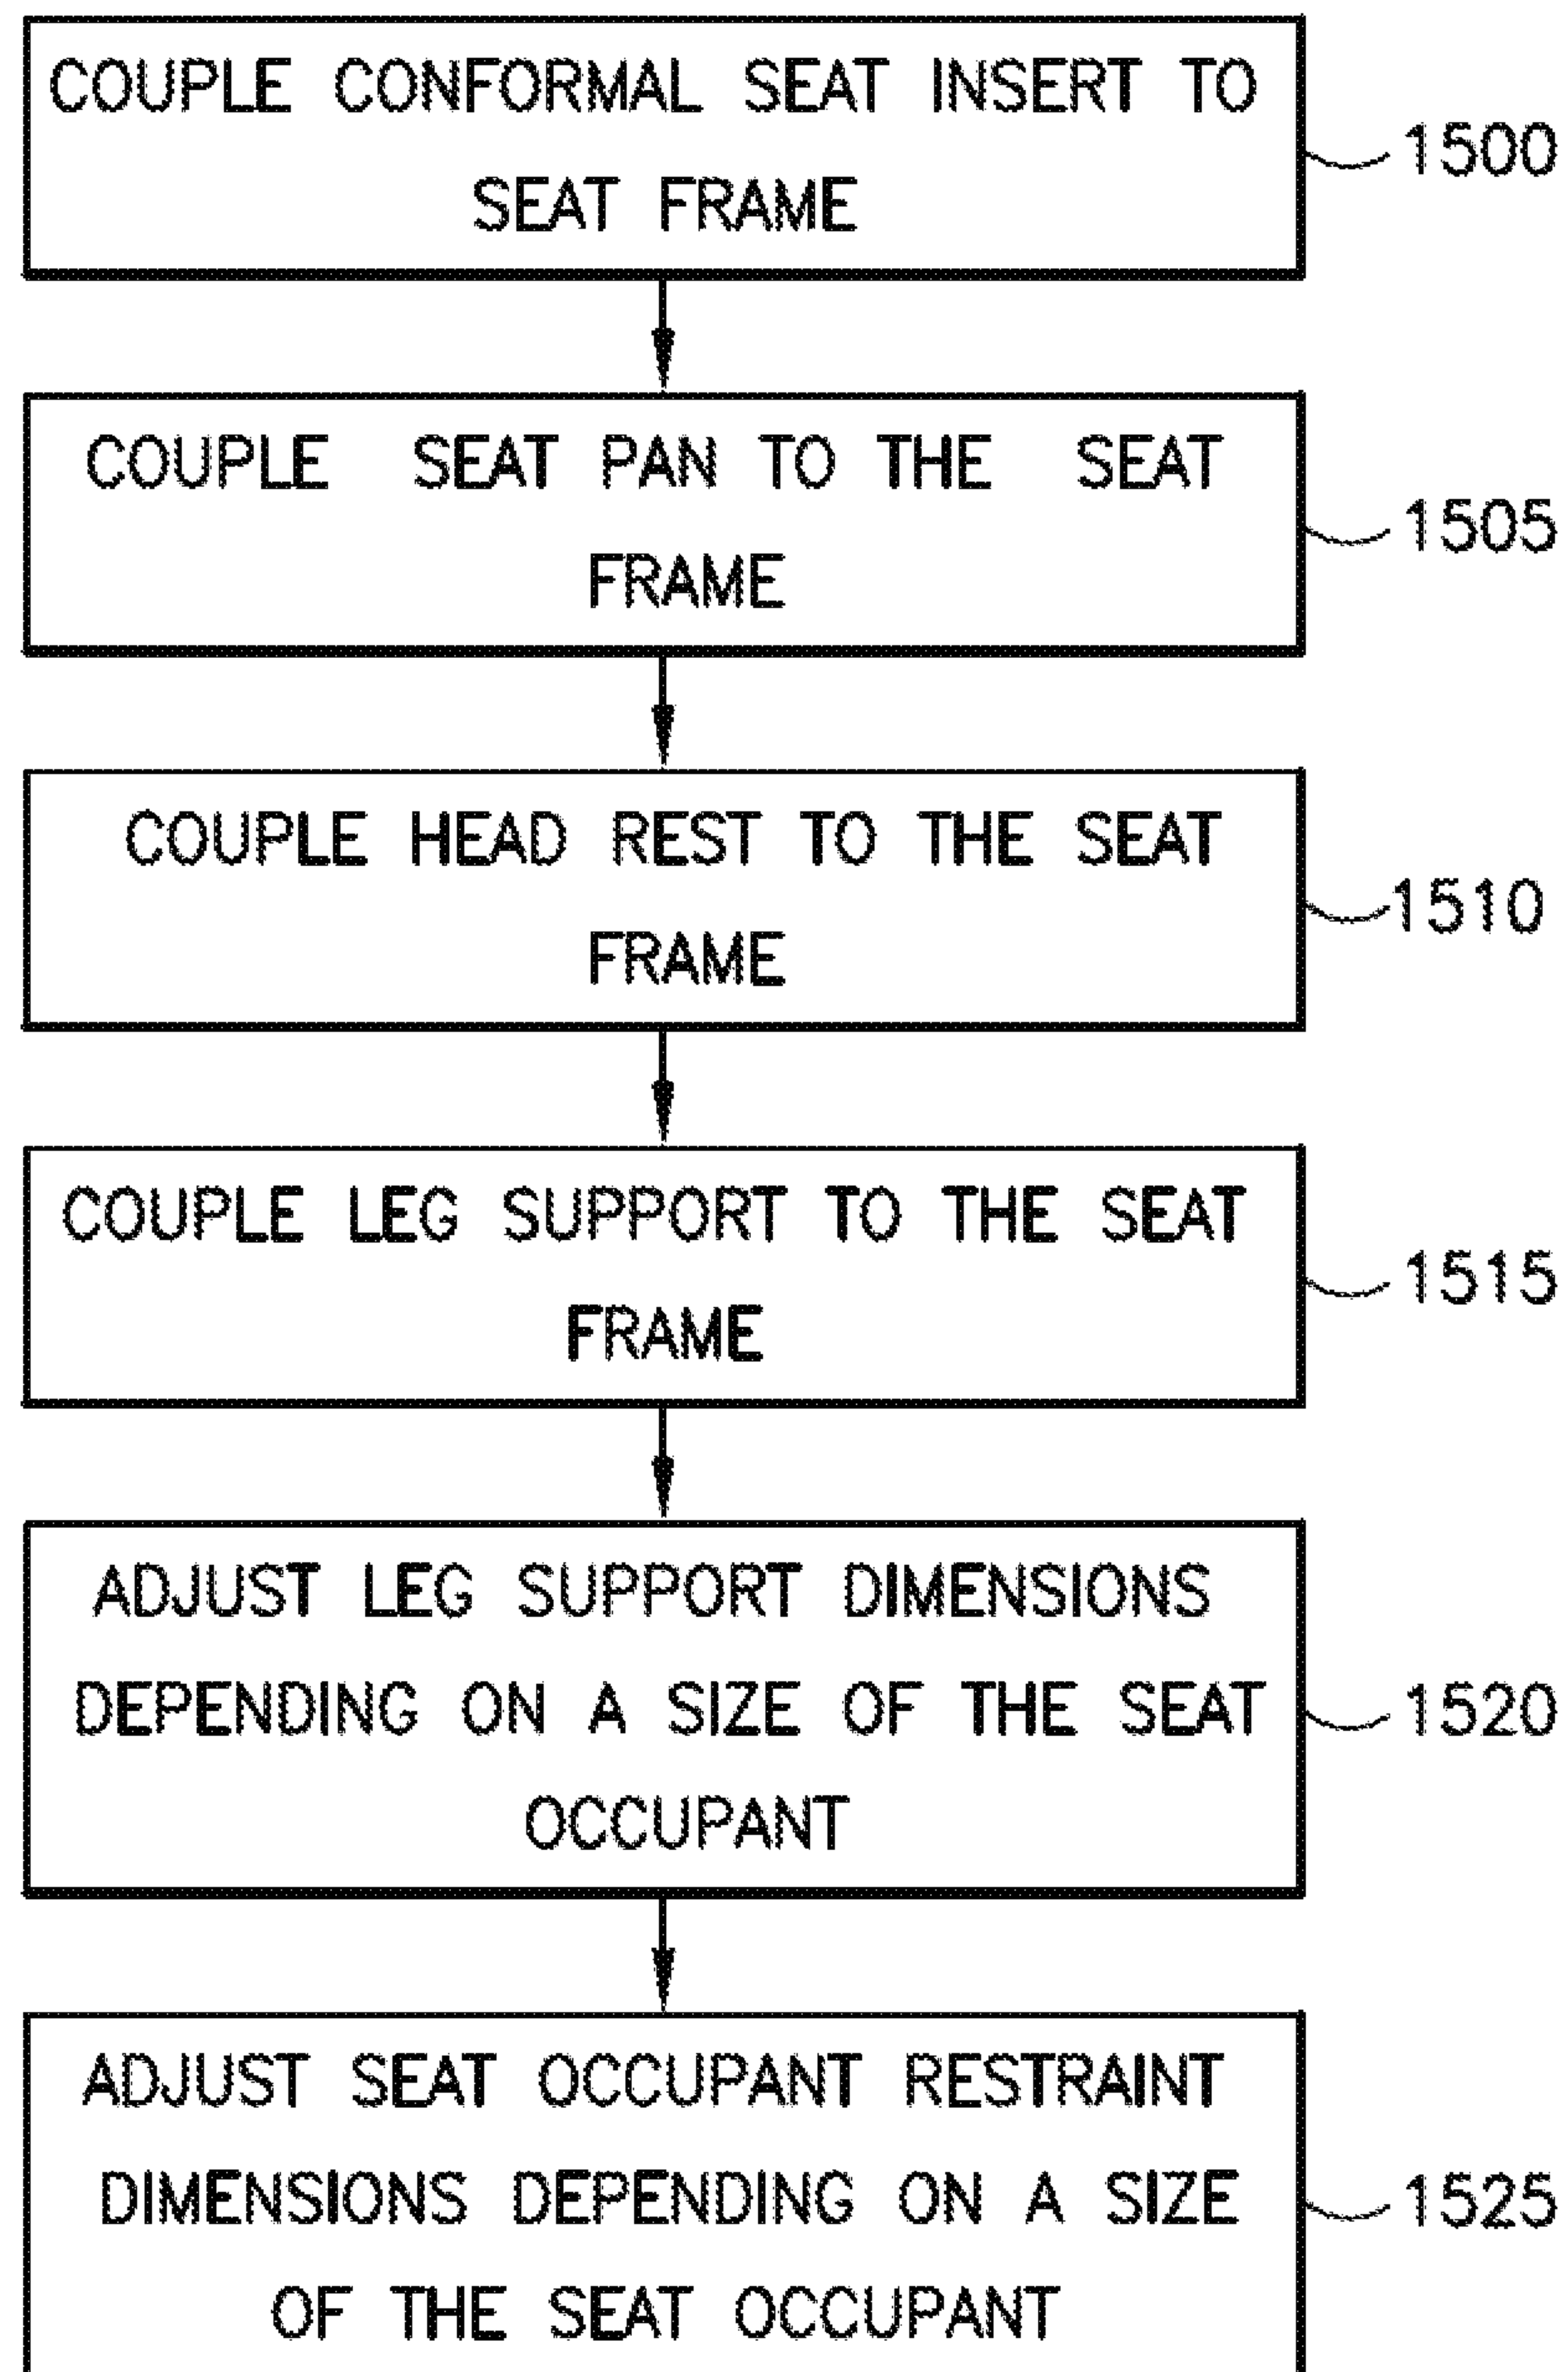 COUPLE CONFORMAL SEAT INSERT TO
SEAT FRAME
1500
COUPLE SEAT PAN TO THE SEAT
FRAME
1505
COUPLE HEAD REST TO THE SEAT
FRAME
1510
COUPLE LEG SUPPORT TO THE SEAT
FRAME
1515
ADJUST LEG SUPPORT DIMENSIONS
DEPENDING ON A SIZE OF THE SEAT
OCCUPANT
1520
ADJUST SEAT OCCUPANT RESTRAINT
DIMENSIONS DEPENDING ON A SIZE
OF THE SEAT OCCUPANT
1525